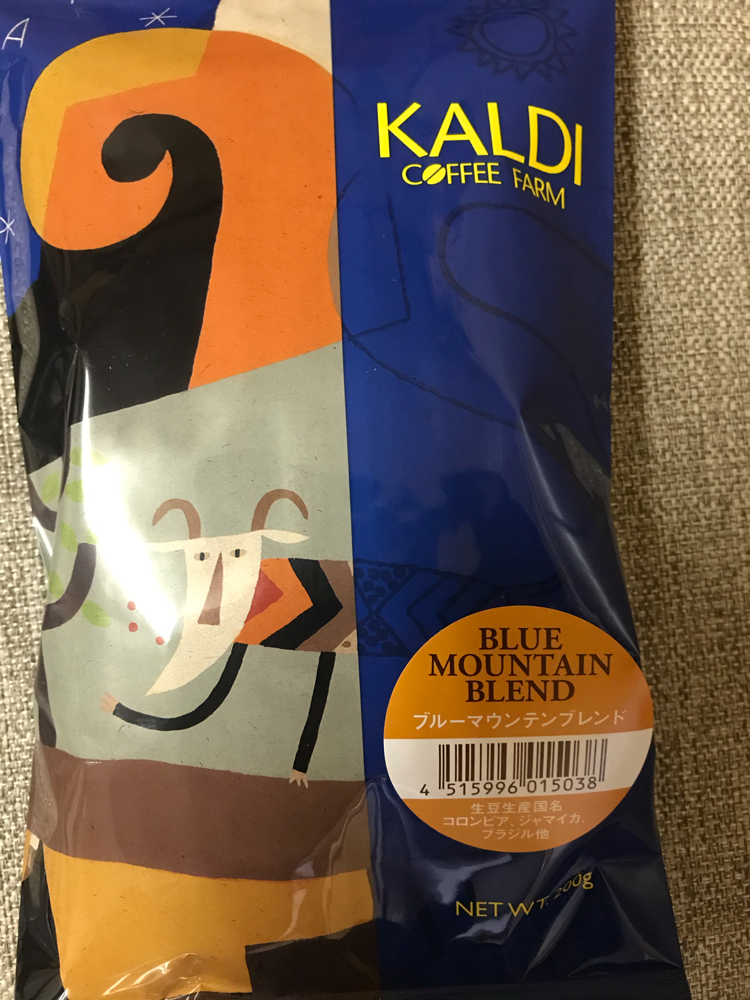 A
KALDI
COFFEE FARM
BLUE
MOUNTAIN
BLEND
ブルーマウンテンブレンド
4 515996 015038
生豆生産国名
コロンビア、ジャマイカ、
ブラジル他
NET WT. 200g